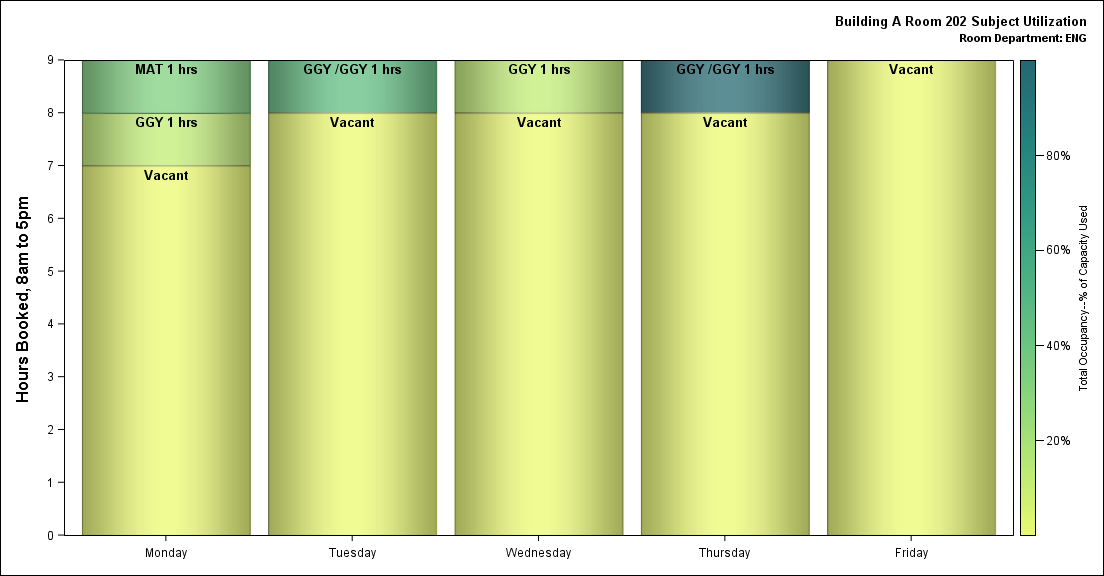 Building A Room 202 Subject Utilization
Room Department: ENG
Hours Booked, 8am to 5pm
9
8
7
6
5
4
3
2
1
0
MAT 1 hrs
GGY 1 hrs
Vacant
GGY /GGY 1 hrs
Vacant
GGY 1 hrs
Vacant
GGY /GGY 1 hrs
Vacant
Vacant
Monday
Tuesday
Wednesday
Thursday
Friday
80%
60%
40%
20%
Total Occupancy--% of Capacity Used